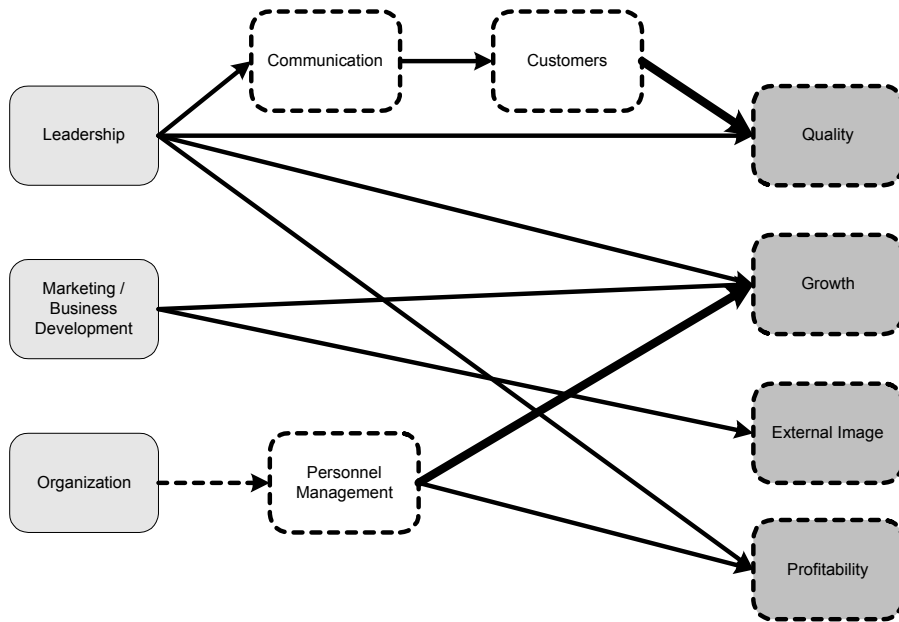 Communication
Customers
Leadership
Quality
Marketing /
Business
Development
Growth
External Image
Organization
Personnel
Management
Profitability